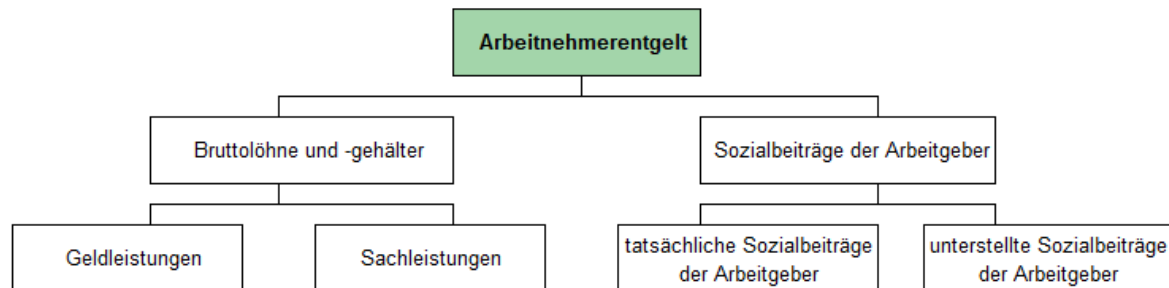 Arbeitnehmerentgelt
Bruttolöhne und -gehälter
Sozialbeiträge der Arbeitgeber
Geldleistungen
Sachleistungen
tatsächliche Sozialbeiträge
der Arbeitgeber
unterstellte Sozialbeiträge
der Arbeitgeber